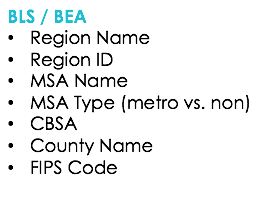 BLS / BEA
• Region Name
• Region ID
• MSA Name
• MSA Type (metro vs. non)
• CBSA
• County Name
• FIPS Code